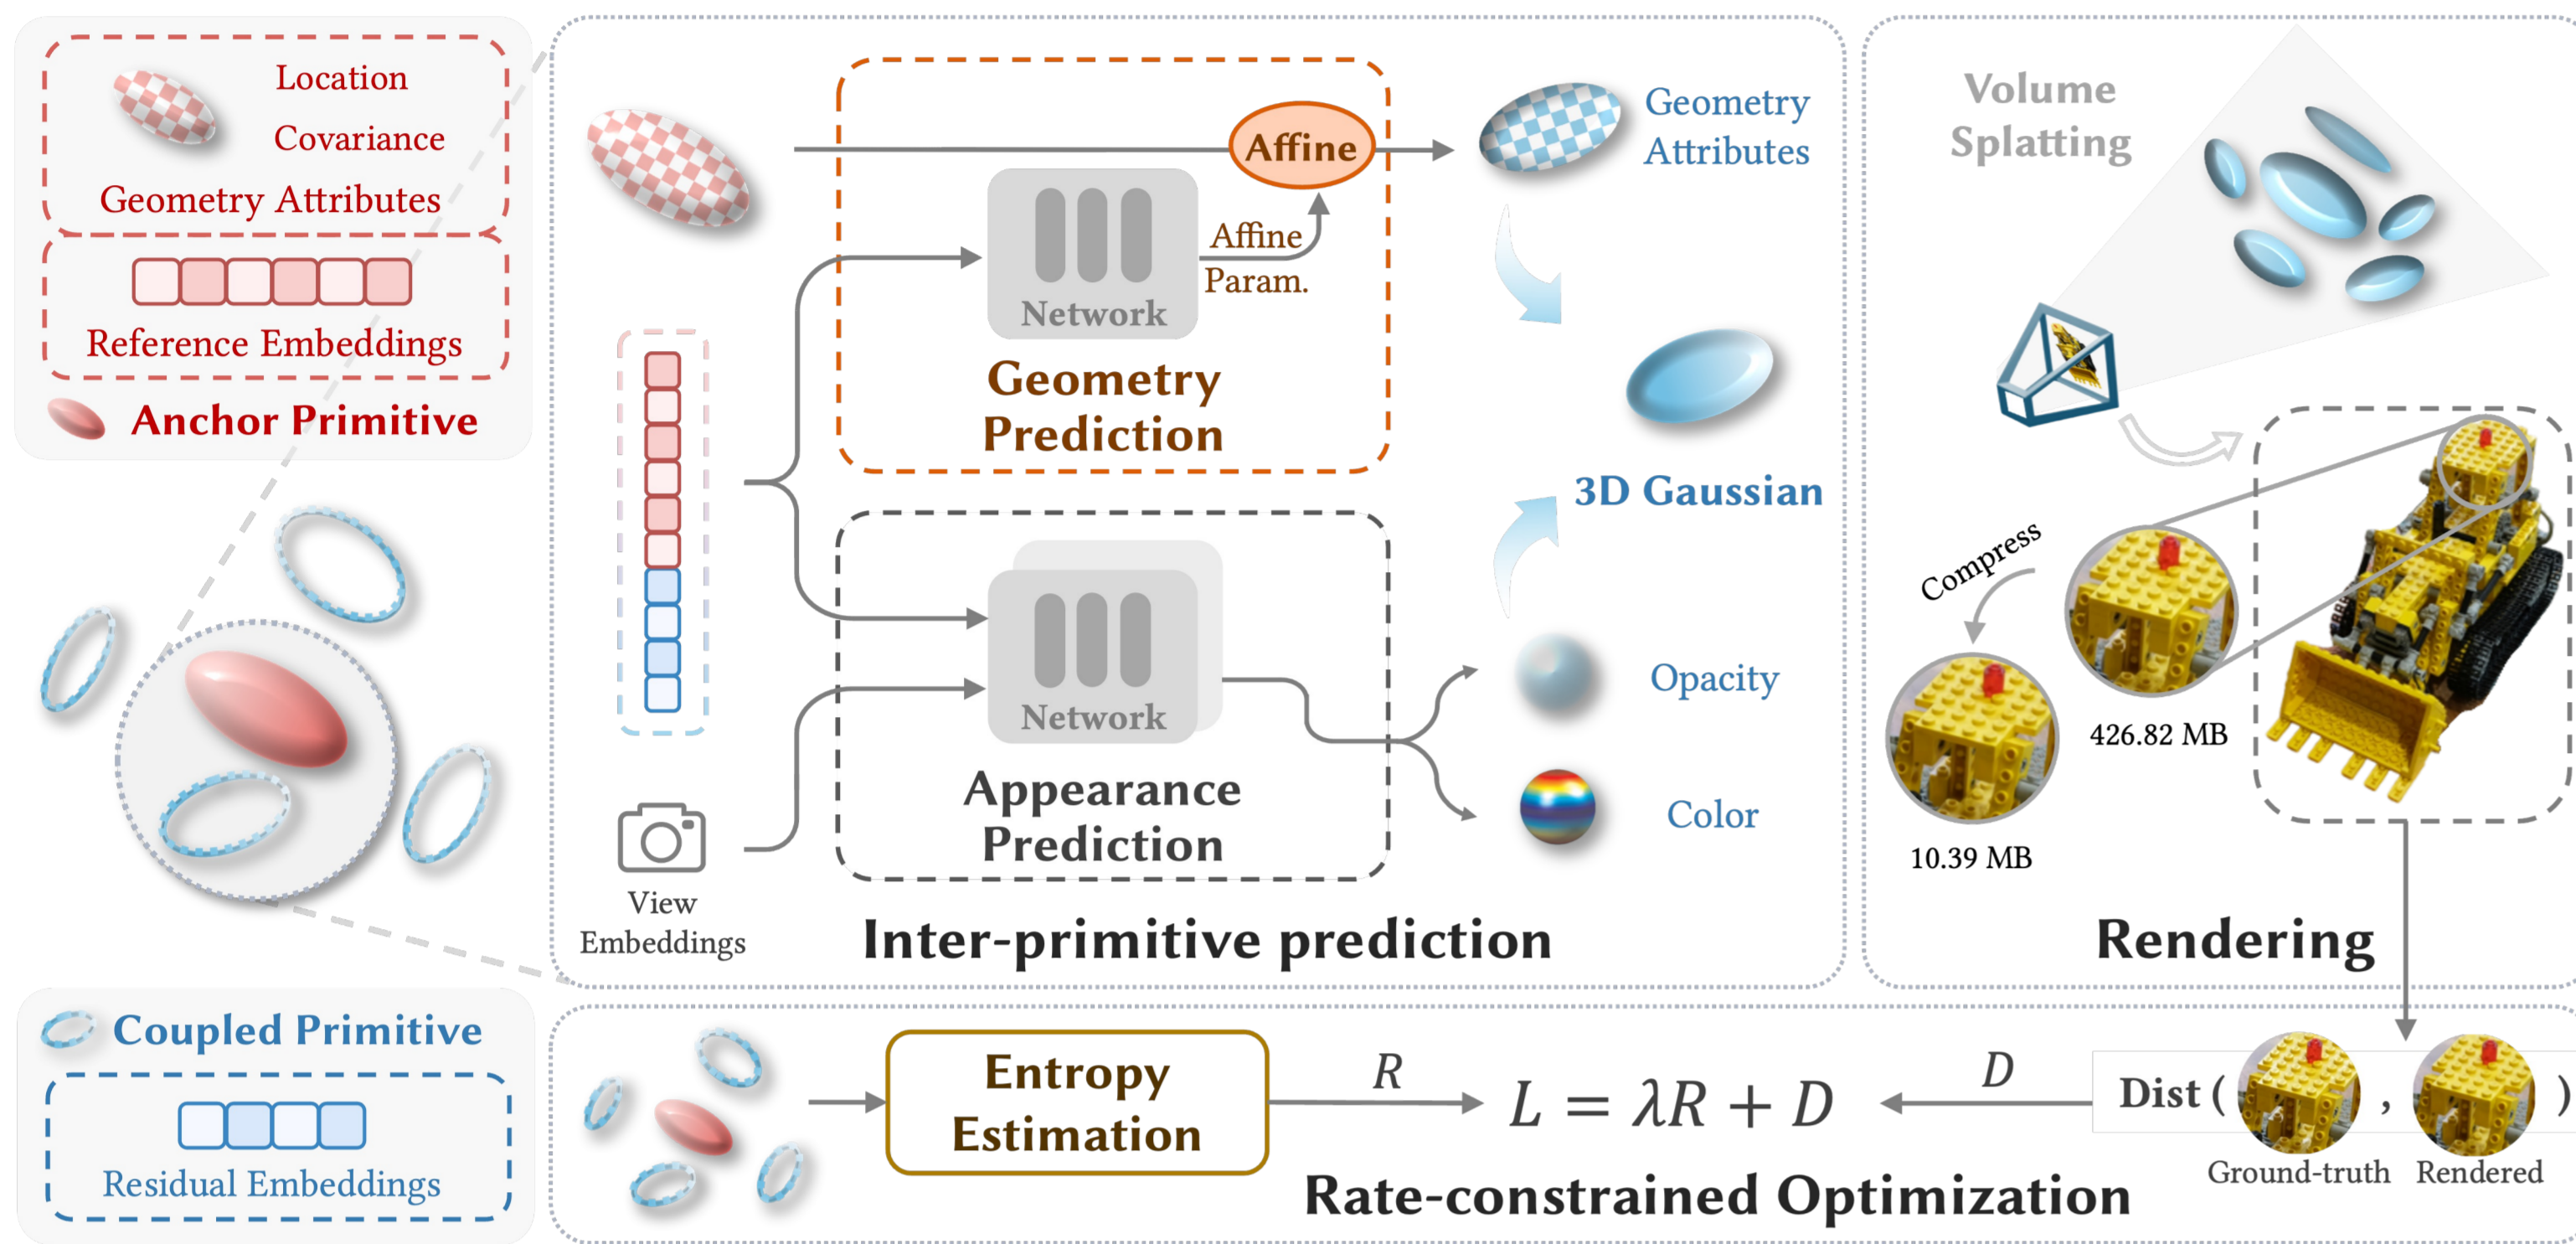 Location
Covariance
Geometry Attributes
Reference Embeddings
Anchor Primitive
Coupled Primitive
Residual Embeddings
Affine
Network
Affine
Param.
Geometry
Prediction
Network
Appearance
Prediction
View
Embeddings
Geometry
Attributes
3D Gaussian
Opacity
Color
Inter-primitive prediction
Volume
Splatting
Compress
426.82 MB
10.39 MB
Rendering
Entropy
Estimation
R
L = λR + D
D
Dist ( , )
Ground-truth
Rendered
Rate-constrained Optimization